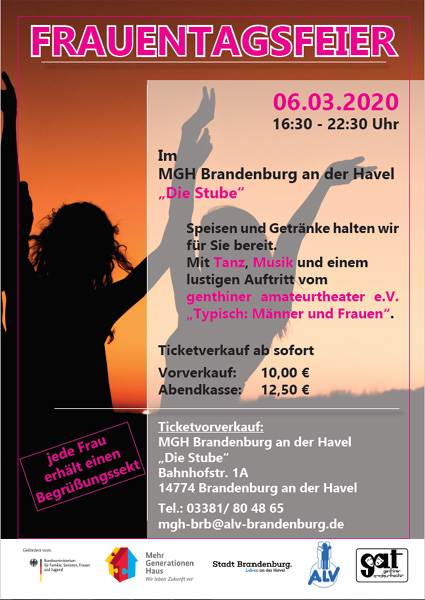 FRAUENTAGSFEIER
06.03.2020
16:30 - 22:30 Uhr
Im
MGH Brandenburg an der Havel
„Die Stube“
Speisen und Getränke halten wir
für Sie bereit.
Mit Tanz, Musik und einem
lustigen Auftritt vom
genthiner amateurtheater e.V.
„Typisch: Männer und Frauen“.
Ticketverkauf ab sofort
Vorverkauf: 10,00 €
Abendkasse: 12,50 €
jede Frau
erhält einen
Begrüßungssekt
Ticketvorverkauf:
MGH Brandenburg an der Havel
„Die Stube“
Bahnhofstr. 1A
14774 Brandenburg an der Havel
Tel.: 03381/ 80 48 65
mgh-brb@alv-brandenburg.de
Gefördert vom:
Bundesministerium
für Familie, Senioren, Frauen
und Jugend
Mehr
Generationen
Haus
Wir leben Zukunft vor
Stadt Brandenburg.
Leben an der Havel
ALV
gat